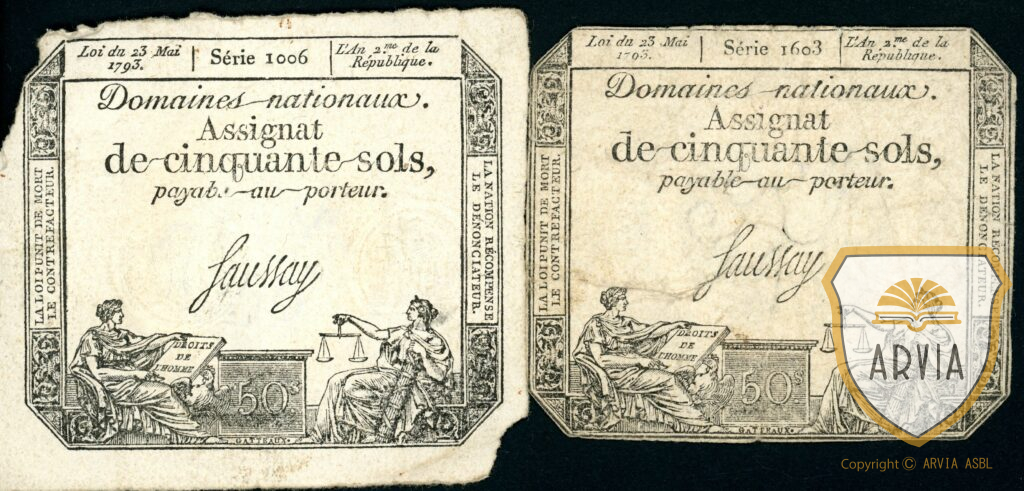 Loi du 23 Mai
1793.
Série 1006
L'An 2.me de la
République.
Domaines nationaux.
Assignat
de cinquante sols,
payable au porteur.
LA LOI PUNIT DE MORT
LE CONTREFACTEUR.
LA NATION RÉCOMPENSE
LE DÉNONCIATEUR.
Saussay
DROITS
DE
L'HOMME
50s
GATTEAUX.
Loi du 23 Mai
1793.
Série 1603
L'An 2.me de la
République.
Domaines nationaux.
Assignat
de cinquante sols,
payable au porteur.
LA LOI PUNIT DE MORT
LE CONTREFACTEUR.
LA NATION RÉCOM
LE DÉNONCIATEUR.
Saussay
DROITS
DE
L'HOMME
50s
GATTEAUX.
ARVIA
Copyright © ARVIA ASBL